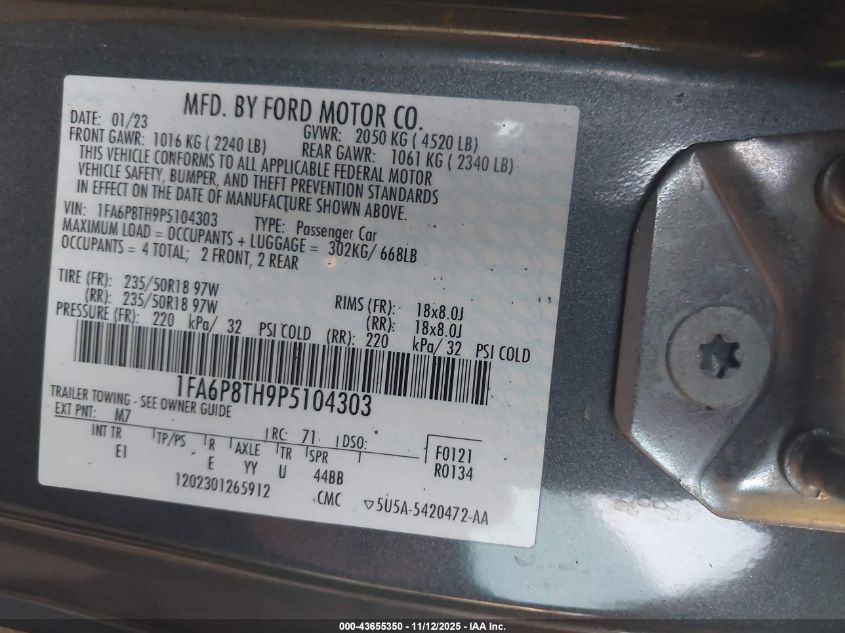 MFD. BY FORD MOTOR CO.
DATE: 01/23 GVWR: 2050 KG ( 4520 LB)
FRONT GAWR: 1016 KG ( 2240 LB) REAR GAWR: 1061 KG ( 2340 LB)
THIS VEHICLE CONFORMS TO ALL APPLICABLE FEDERAL MOTOR
VEHICLE SAFETY, BUMPER, AND THEFT PREVENTION STANDARDS
IN EFFECT ON THE DATE OF MANUFACTURE SHOWN ABOVE.
VIN: 1FA6P8TH9P5104303 TYPE: Passenger Car
MAXIMUM LOAD = OCCUPANTS + LUGGAGE = 302KG/ 668LB
OCCUPANTS = 4 TOTAL; 2 FRONT, 2 REAR
TIRE (FR): 235/50R18 97W RIMS (FR): 18x8.0J
(RR): 235/50R18 97W (RR): 18x8.0J
PRESSURE (FR): 220 kPa/ 32 PSI COLD (RR): 220 kPa/ 32 PSI COLD
1FA6P8TH9P5104303
TRAILER TOWING - SEE OWNER GUIDE
EXT PNT: M7 RC: 71 DSO: F0121
INT TR TP/PS R AXLE TR SPR R0134
E1 E YY U 44BB
1202301265912 CMC ▽5U5A-5420472-AA
000-43655350 - 11/12/2025 - IAA Inc.